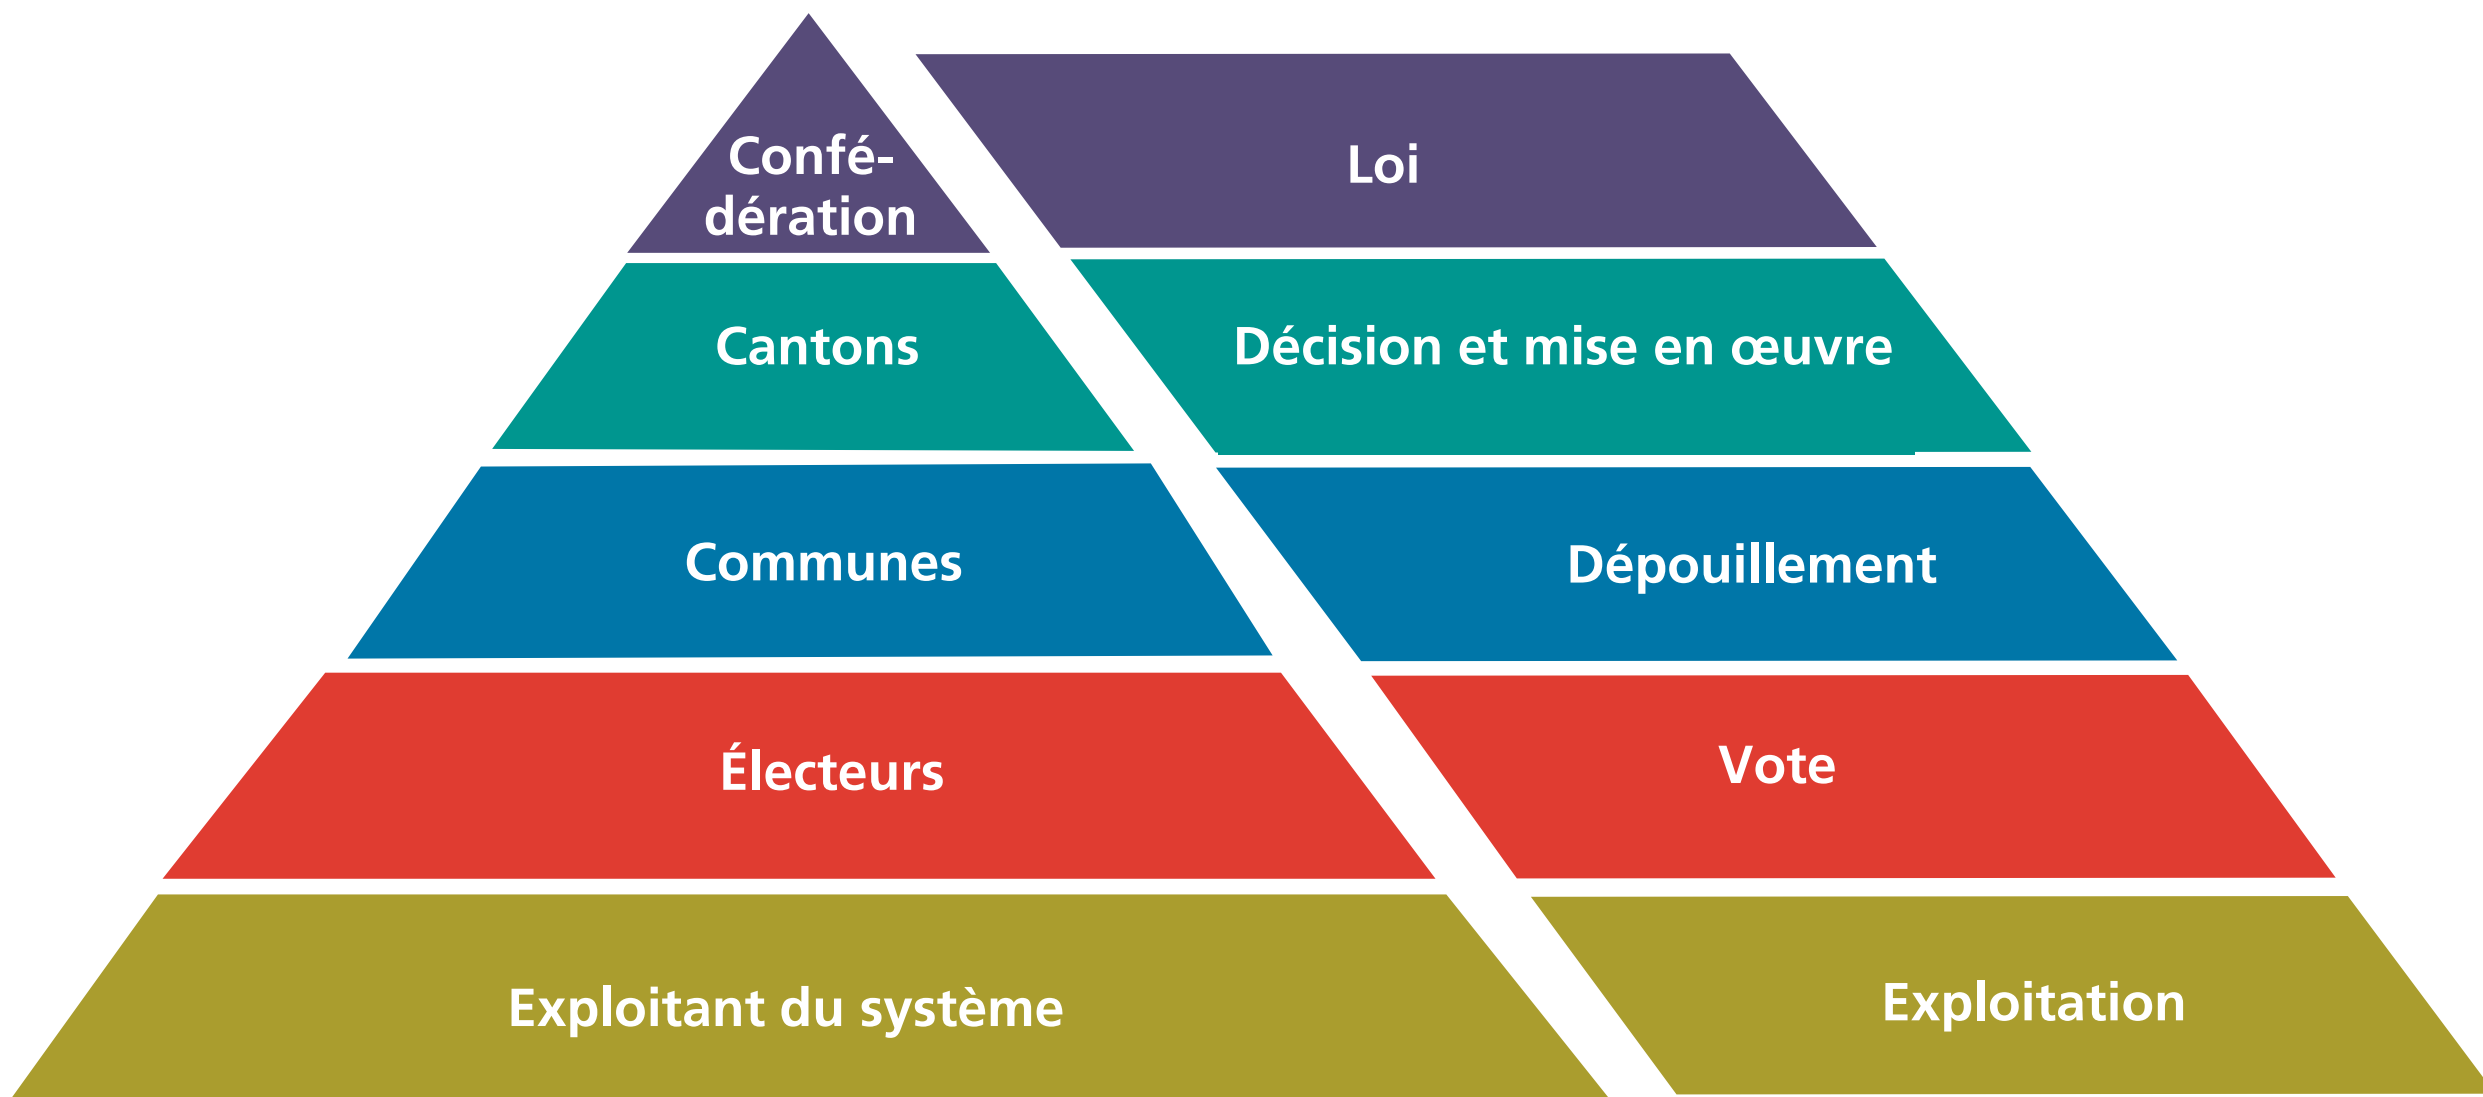 Confé-
dération
Loi
Cantons
Décision et mise en œuvre
Communes
Dépouillement
Électeurs
Vote
Exploitant du système
Exploitation